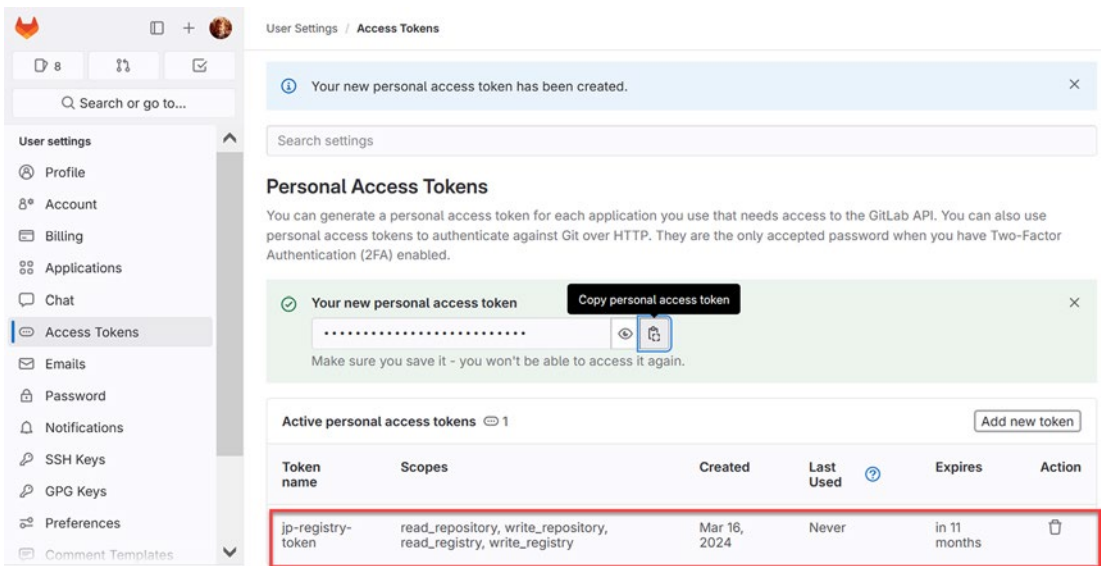 User Settings / Access Tokens
8
Search or go to...
User settings
Profile
Account
Billing
Applications
Chat
Access Tokens
Emails
Password
Notifications
SSH Keys
GPG Keys
Preferences
Comment Templates
Your new personal access token has been created.
Search settings
Personal Access Tokens
You can generate a personal access token for each application you use that needs access to the GitLab API. You can also use
personal access tokens to authenticate against Git over HTTP. They are the only accepted password when you have Two-Factor
Authentication (2FA) enabled.
Your new personal access token
Copy personal access token
Make sure you save it - you won't be able to access it again.
Active personal access tokens 1
Add new token
Token name Scopes Created Last Used Expires Action
jp-registry-token read_repository, write_repository, read_registry, write_registry Mar 16, 2024 Never in 11 months